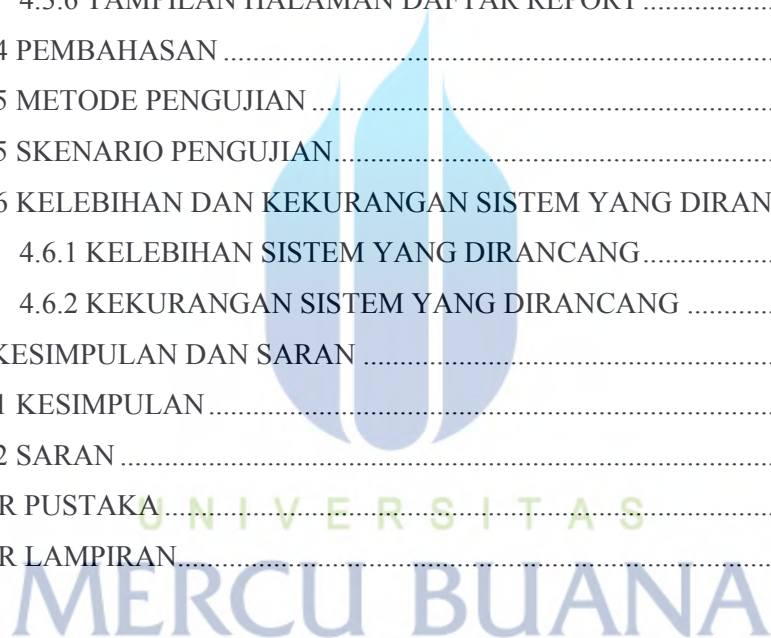 4.3.6 TAMPILAN HALAMAN DAFTAR REPORT
4 PEMBAHASAN
5 METODE PENGUJIAN
5 SKENARIO PENGUJIAN
6 KELEBIHAN DAN KEKURANGAN SISTEM YANG DIRAN
4.6.1 KELEBIHAN SISTEM YANG DIRANCANG
4.6.2 KEKURANGAN SISTEM YANG DIRANCANG
KESIMPULAN DAN SARAN
1 KESIMPULAN
2 SARAN
R PUSTAKA
UNIVERSITAS
R LAMPIRAN
MERCU BUANA